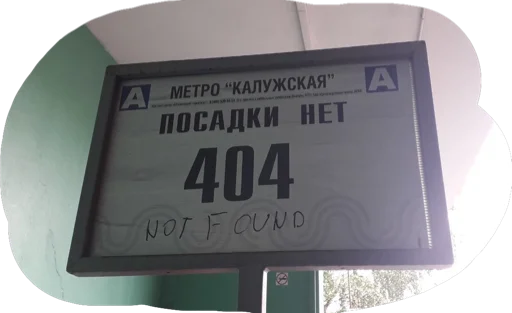 А МЕТРО "КАЛУЖСКАЯ" А
ПОСАДКИ НЕТ
404
NOT FOUND